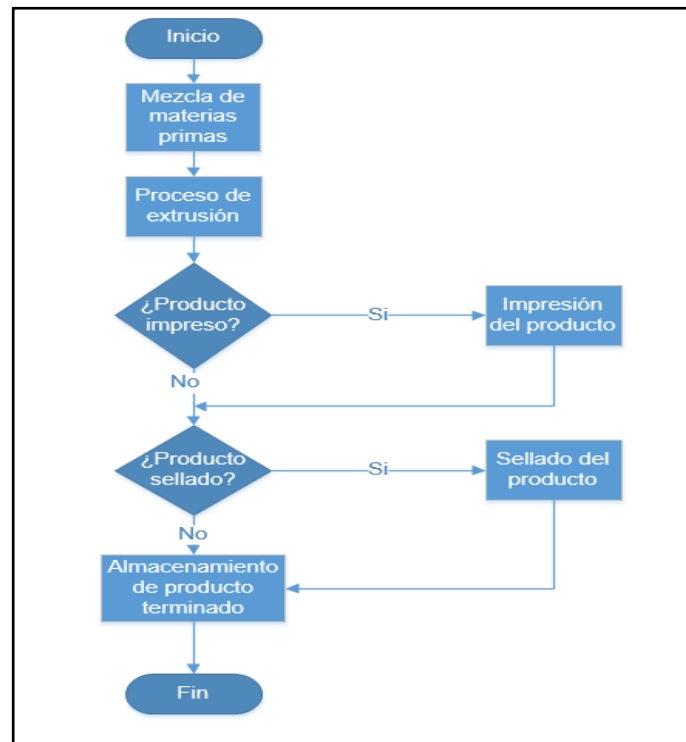 Inicio
Mezcla de
materias
primas
Proceso de
extrusión
¿Producto
impreso?
Si
Impresión
del producto
No
¿Producto
sellado?
Si
Sellado del
producto
No
Almacenamiento
de producto
terminado
Fin